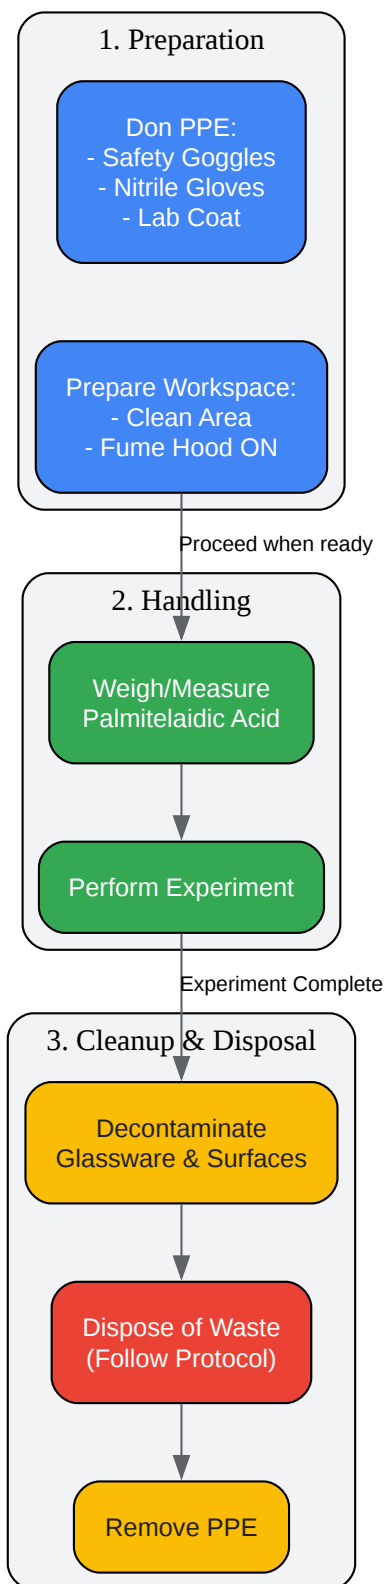 1. Preparation
Don PPE:
- Safety Goggles
- Nitrile Gloves
- Lab Coat
Prepare Workspace:
- Clean Area
- Fume Hood ON
Proceed when ready
2. Handling
Weigh/Measure
Palmitelaidic Acid
Perform Experiment
Experiment Complete
3. Cleanup & Disposal
Decontaminate
Glassware & Surfaces
Dispose of Waste
(Follow Protocol)
Remove PPE